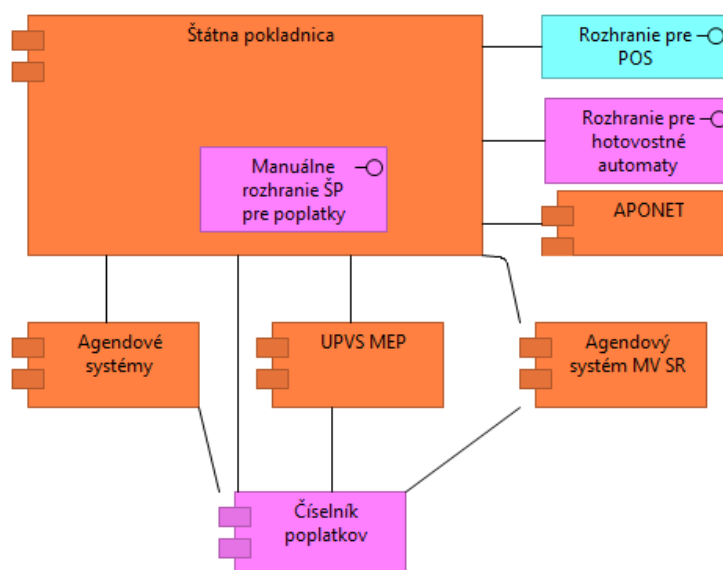 Štátna pokladnica
Rozhranie pre
POS
Rozhranie pre
hotovostné
automaty
Manuálne
rozhranie ŠP
pre poplatky
APONET
Agendové
systémy
UPVS MEP
Agendový
systém MV SR
Číselník
poplatkov